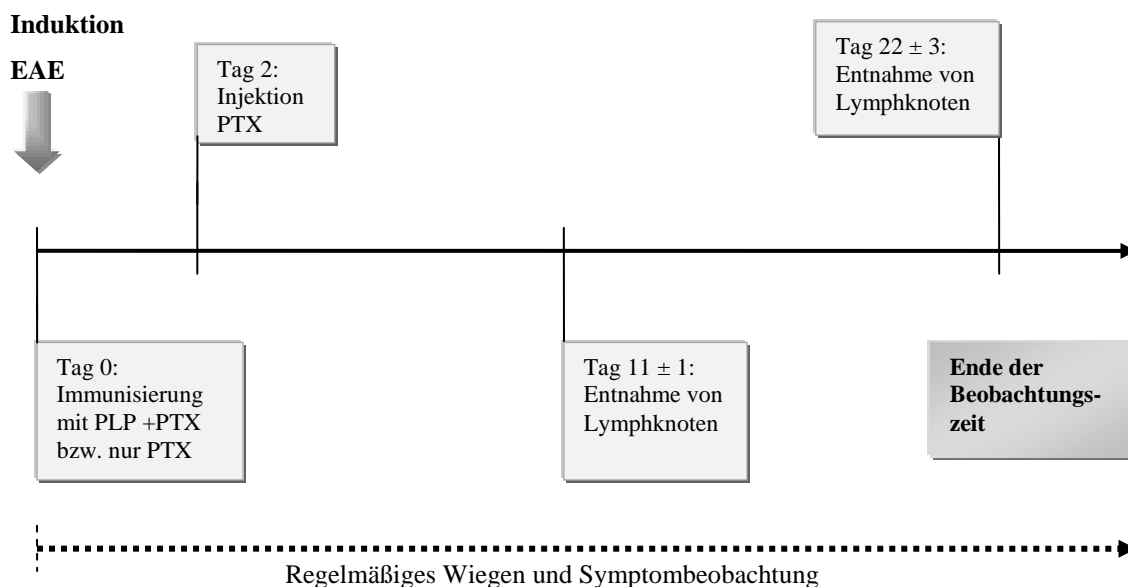 Induktion
EAE
Tag 2:
Injektion
PTX
Tag 22 ± 3:
Entnahme von
Lymphknoten
Tag 0:
Immunisierung
mit PLP +PTX
bzw. nur PTX
Tag 11 ± 1:
Entnahme von
Lymphknoten
Ende der
Beobachtungs-
zeit
Regelmäßiges Wiegen und Symptombeobachtung